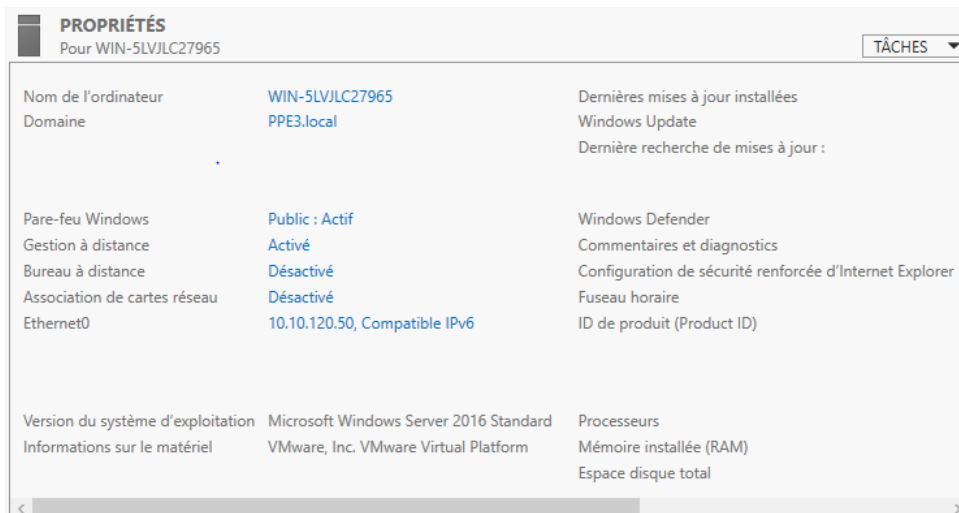 PROPRIÉTÉS
Pour WIN-5LVJLC27965
TÂCHES
Nom de l'ordinateur WIN-5LVJLC27965 Dernières mises à jour installées
Domaine PPE3.local Windows Update
Dernière recherche de mises à jour :
Pare-feu Windows Public : Actif Windows Defender
Gestion à distance Activé Commentaires et diagnostics
Bureau à distance Désactivé Configuration de sécurité renforcée d'Internet Explorer
Association de cartes réseau Désactivé Fuseau horaire
Ethernet0 10.10.120.50, Compatible IPv6 ID de produit (Product ID)
Version du système d'exploitation Microsoft Windows Server 2016 Standard Processeurs
Informations sur le matériel VMware, Inc. VMware Virtual Platform Mémoire installée (RAM)
Espace disque total